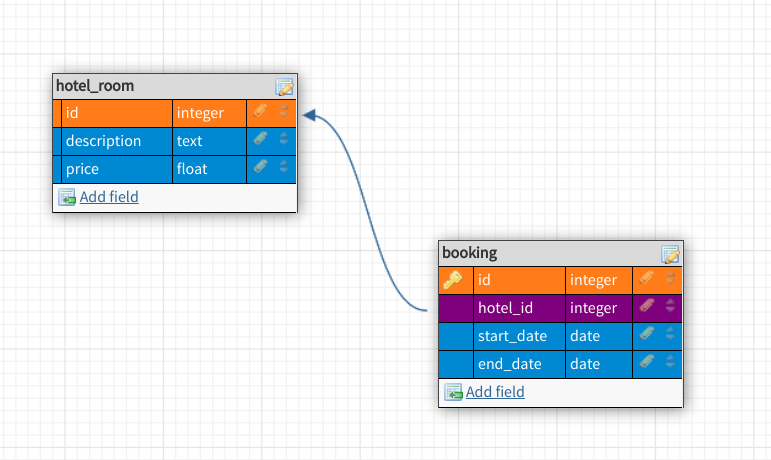 hotel_room
id integer
description text
price float
Add field
booking
id integer
hotel_id integer
start_date date
end_date date
Add field